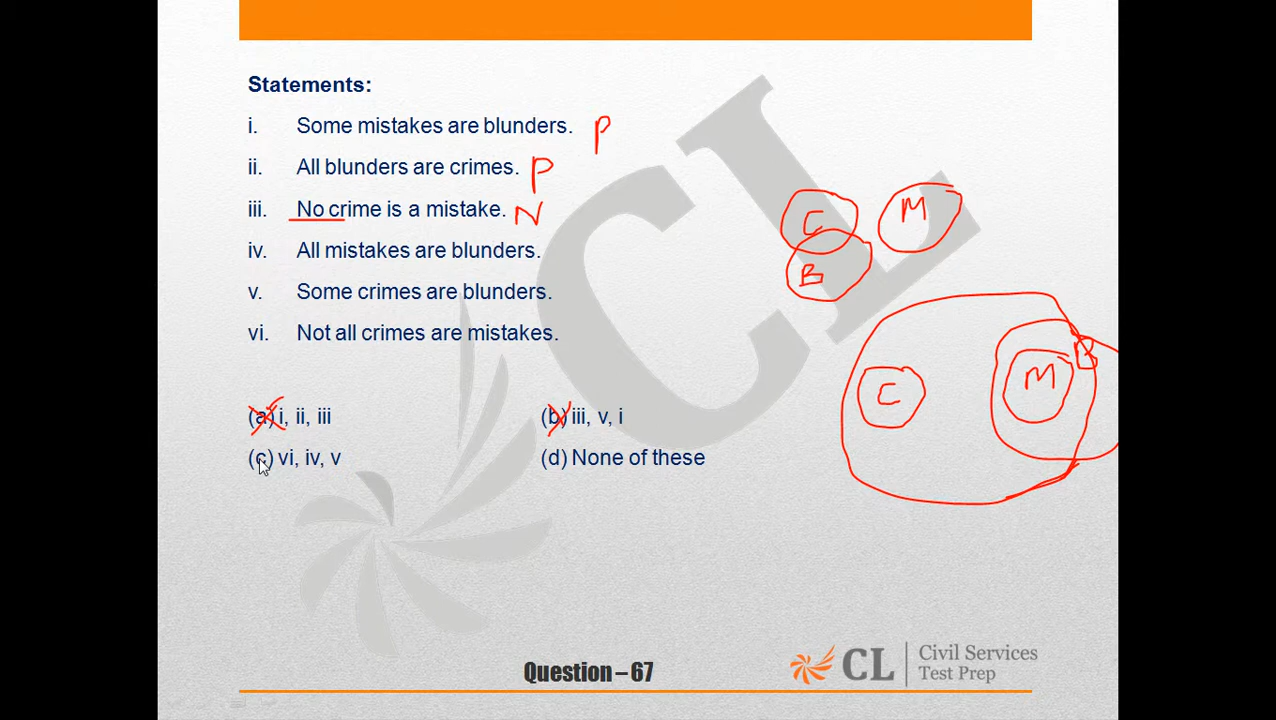 Statements:
i. Some mistakes are blunders. P
ii. All blunders are crimes. P
iii. No crime is a mistake. N
iv. All mistakes are blunders.
v. Some crimes are blunders.
vi. Not all crimes are mistakes.
(a) i, ii, iii (b) iii, v, i
(c) vi, iv, v (d) None of these
C M
B
B
C M
CL
Question – 67
CL Civil Services
Test Prep